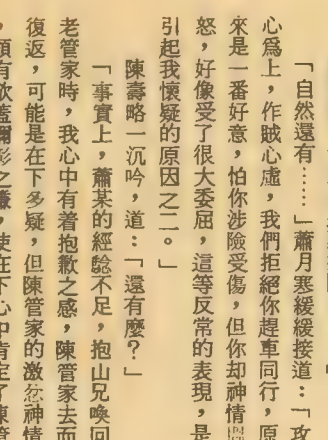 「自然還有……」蕭月寒緩緩接道:「攻
心爲上,作賊心虛,我們拒絕你趕車同行,原
來是一番好意,怕你涉險受傷,但你却神情
怒,好像受了很大委屈,這等反常的表現,是
引起我懷疑的原因之二。」
陳壽略一沉吟,道:「還有麼?」
「事實上,蕭某的經驗不足,抱山兄喚回
老管家時,我心中有着抱歉之感,陳管家去而
復返,可能是在下多疑,但陳管家的激忿神情
,頗有欲蓋彌彰之嫌,使在下心中肯定了陳管